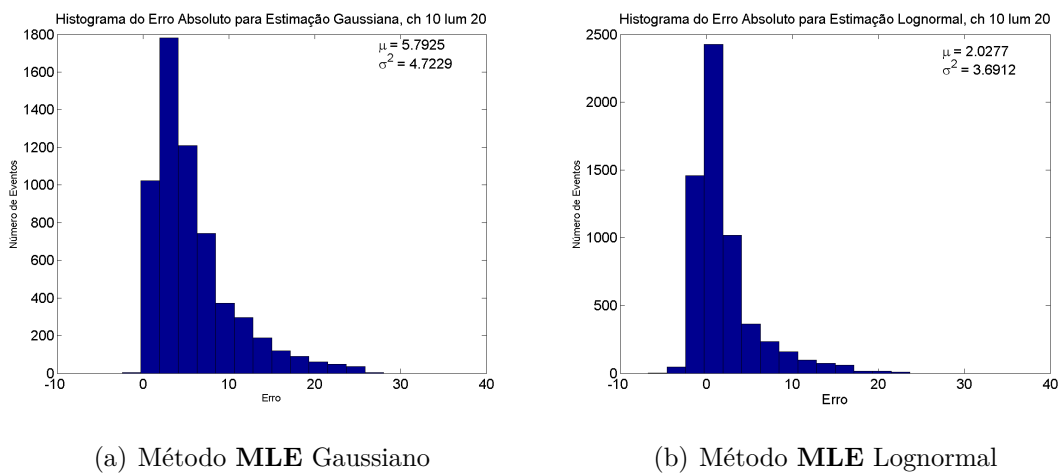 Histograma do Erro Absoluto para Estimação Gaussiana, ch 10 lum 20
μ = 5.7925
σ² = 4.7229
1800
1600
1400
1200
1000
800
600
400
200
0
-10 0 10 20 30 40
Número de Eventos
Erro
(a) Método MLE Gaussiano
Histograma do Erro Absoluto para Estimação Lognormal, ch 10 lum 20
μ = 2.0277
σ² = 3.6912
2500
2000
1500
1000
500
0
-10 0 10 20 30 40
Número de Eventos
Erro
(b) Método MLE Lognormal